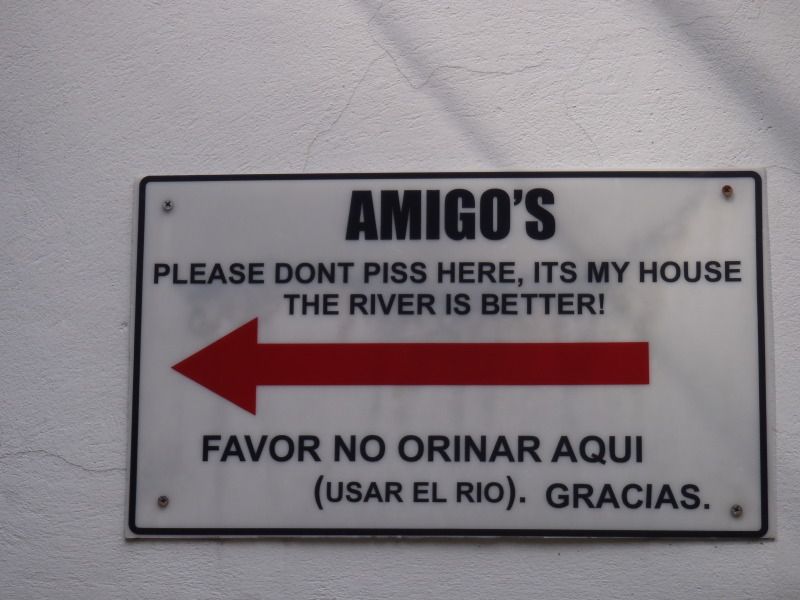 AMIGO'S
PLEASE DONT PISS HERE, ITS MY HOUSE
THE RIVER IS BETTER!
FAVOR NO ORINAR AQUI
(USAR EL RIO). GRACIAS.